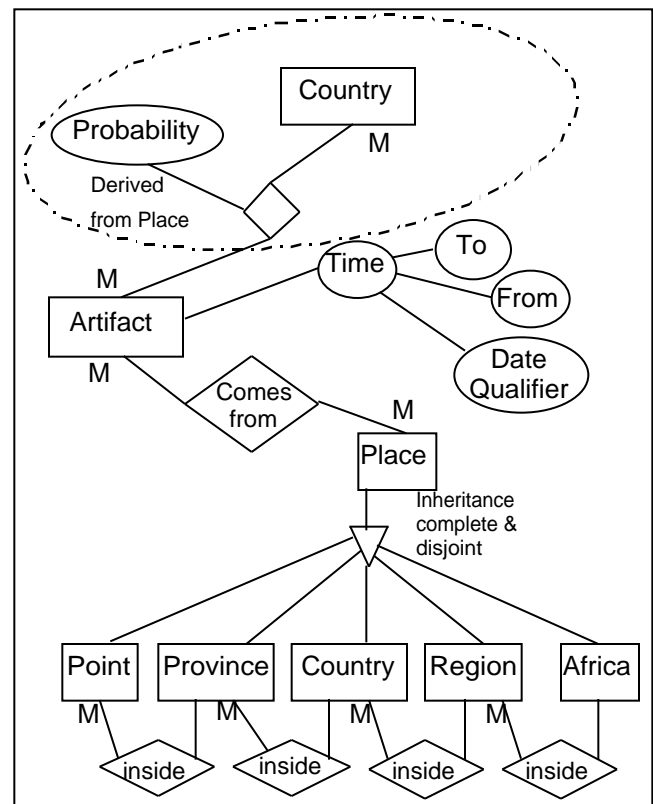 Country
Probability
M
Derived
from Place
To
Time
M
From
Artifact
M
Date
Qualifier
Comes
from
M
Place
Inheritance
complete &
disjoint
Point
Province
Country
Region
Africa
M
M
M
M
inside
inside
inside
inside